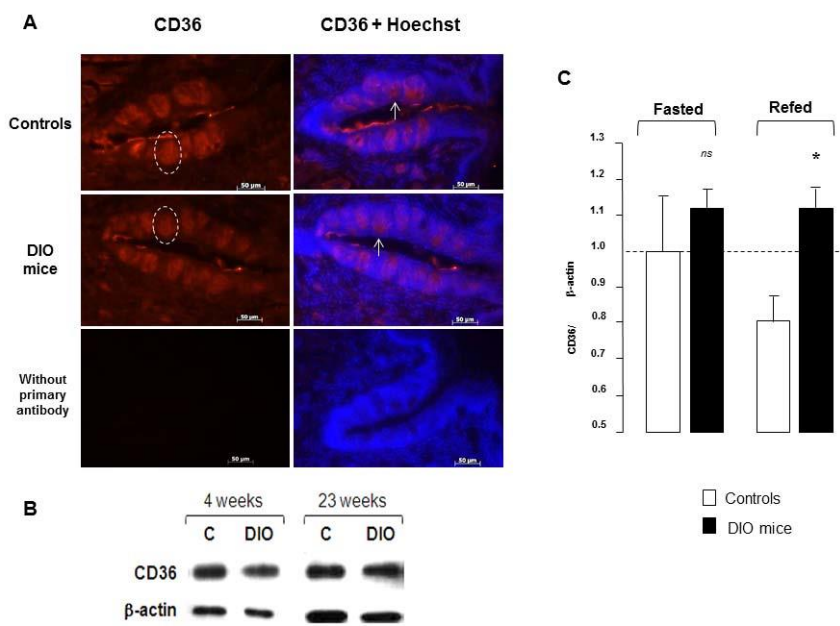 A
CD36
CD36 + Hoechst
Controls
50 µm
50 µm
DIO
mice
50 µm
50 µm
Without
primary
antibody
50 µm
50 µm
B
4 weeks
23 weeks
C
DIO
C
DIO
CD36
β-actin
C
Fasted
Refed
1.3
1.2
1.1
1.0
0.9
0.8
0.7
0.6
0.5
ns
*
CD36/
β-actin
Controls
DIO mice